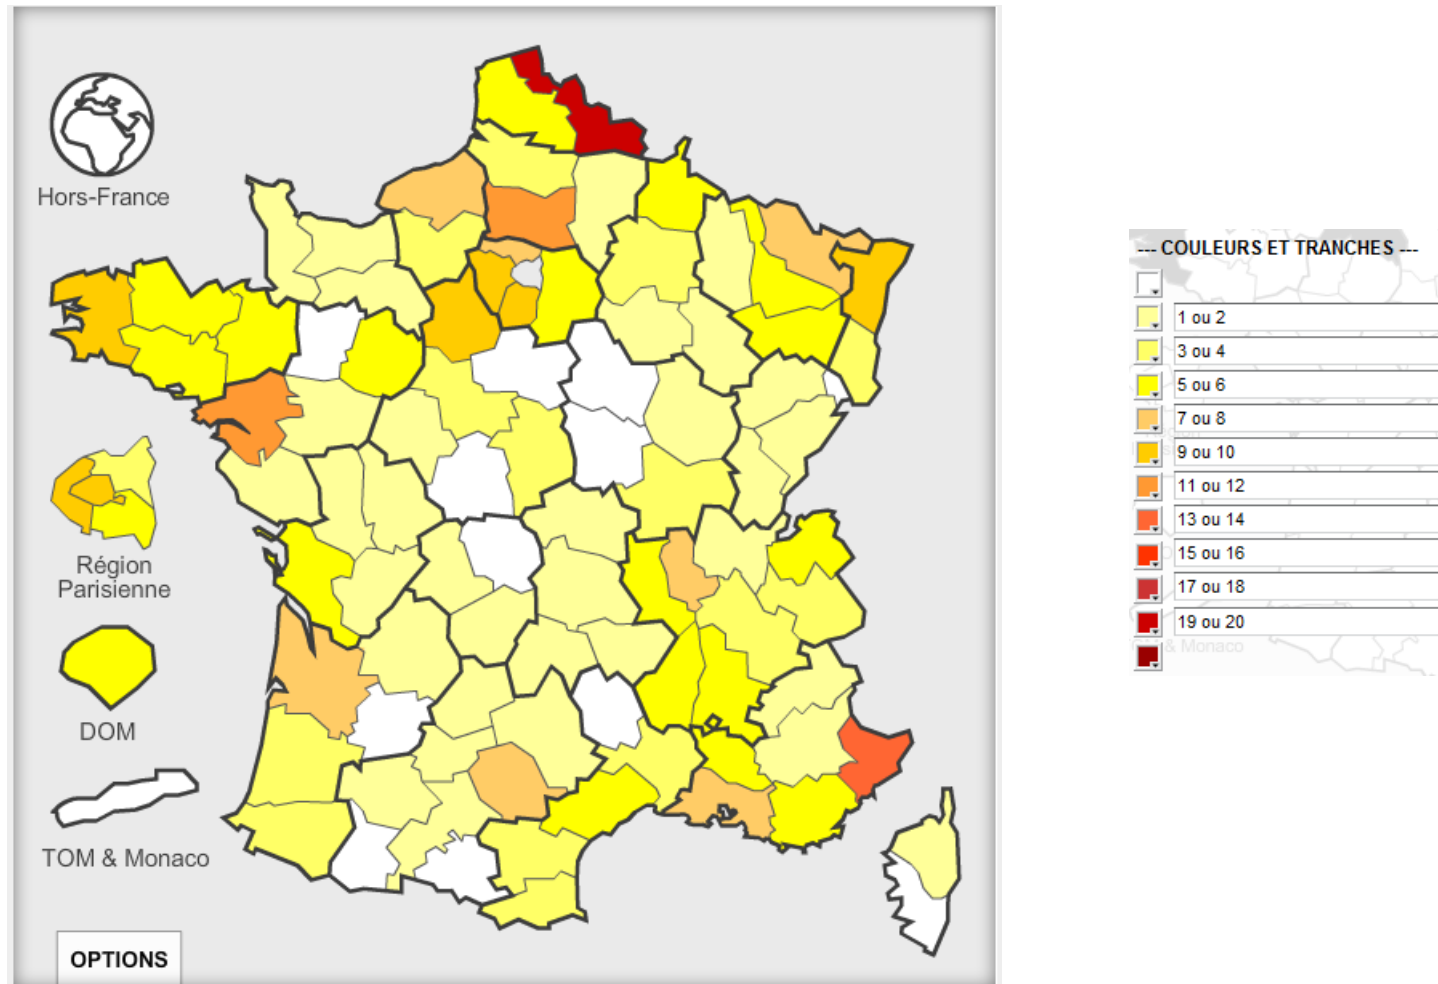 Hors-France
Région
Parisienne
DOM
TOM & Monaco
OPTIONS
--- COULEURS ET TRANCHES ---
1 ou 2
3 ou 4
5 ou 6
7 ou 8
9 ou 10
11 ou 12
13 ou 14
15 ou 16
17 ou 18
19 ou 20
& Monaco